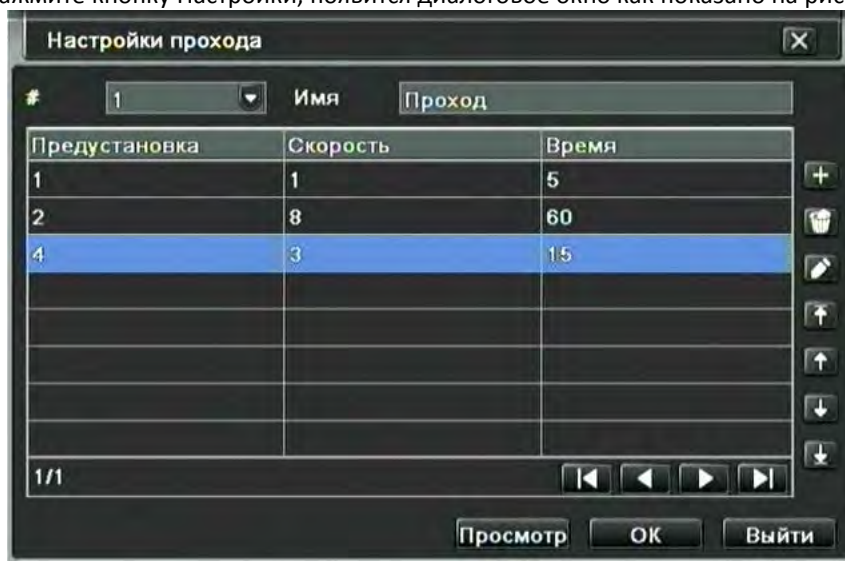 ажмите кнопку Настройки, появится диалоговое окно как показано на рис
Настройки прохода
# 1 Имя Проход
Предустановка Скорость Время
1 1 5
2 8 60
4 3 15
1/1
Просмотр ОК Выйти